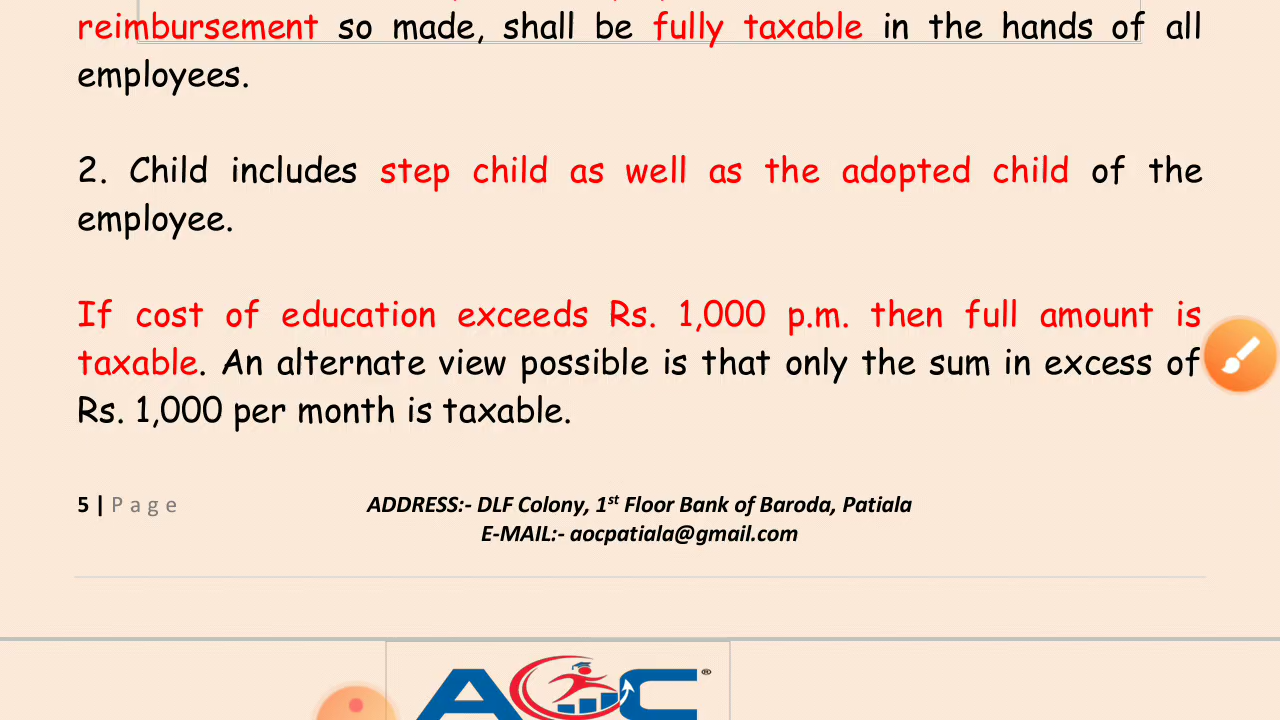 reimbursement so made, shall be fully taxable in the hands of all
employees.
2. Child includes step child as well as the adopted child of the
employee.
If cost of education exceeds Rs. 1,000 p.m. then full amount is
taxable. An alternate view possible is that only the sum in excess of
Rs. 1,000 per month is taxable.
5 | Page
ADDRESS:- DLF Colony, 1st Floor Bank of Baroda, Patiala
E-MAIL:- aocpatiala@gmail.com
AOC®